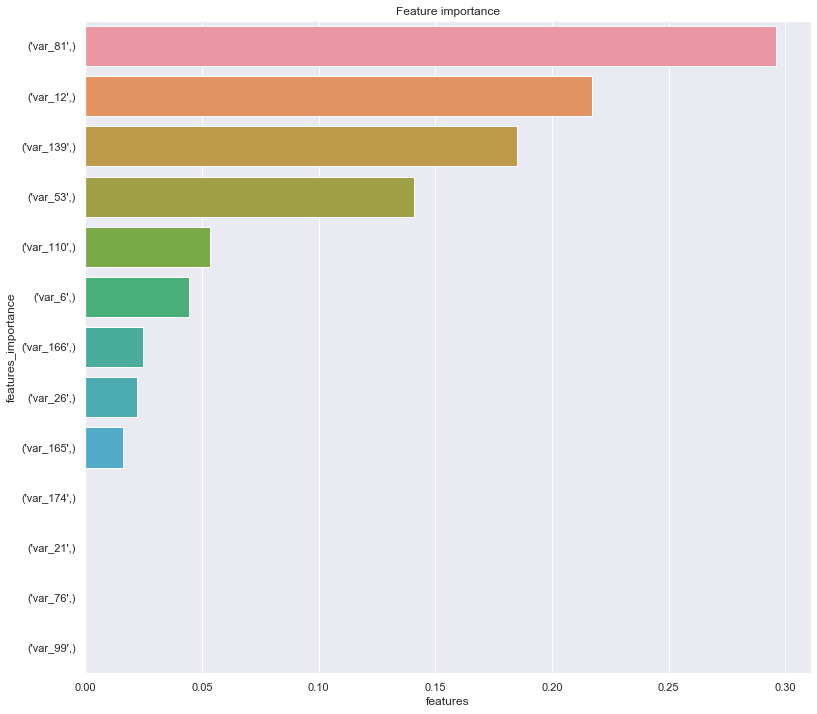 Feature importance
('var_81',)
('var_12',)
('var_139',)
('var_53',)
('var_110',)
('var_6',)
('var_166',)
('var_26',)
('var_165',)
('var_174',)
('var_21',)
('var_76',)
('var_99',)
features_importance
0.00 0.05 0.10 0.15 0.20 0.25 0.30
features